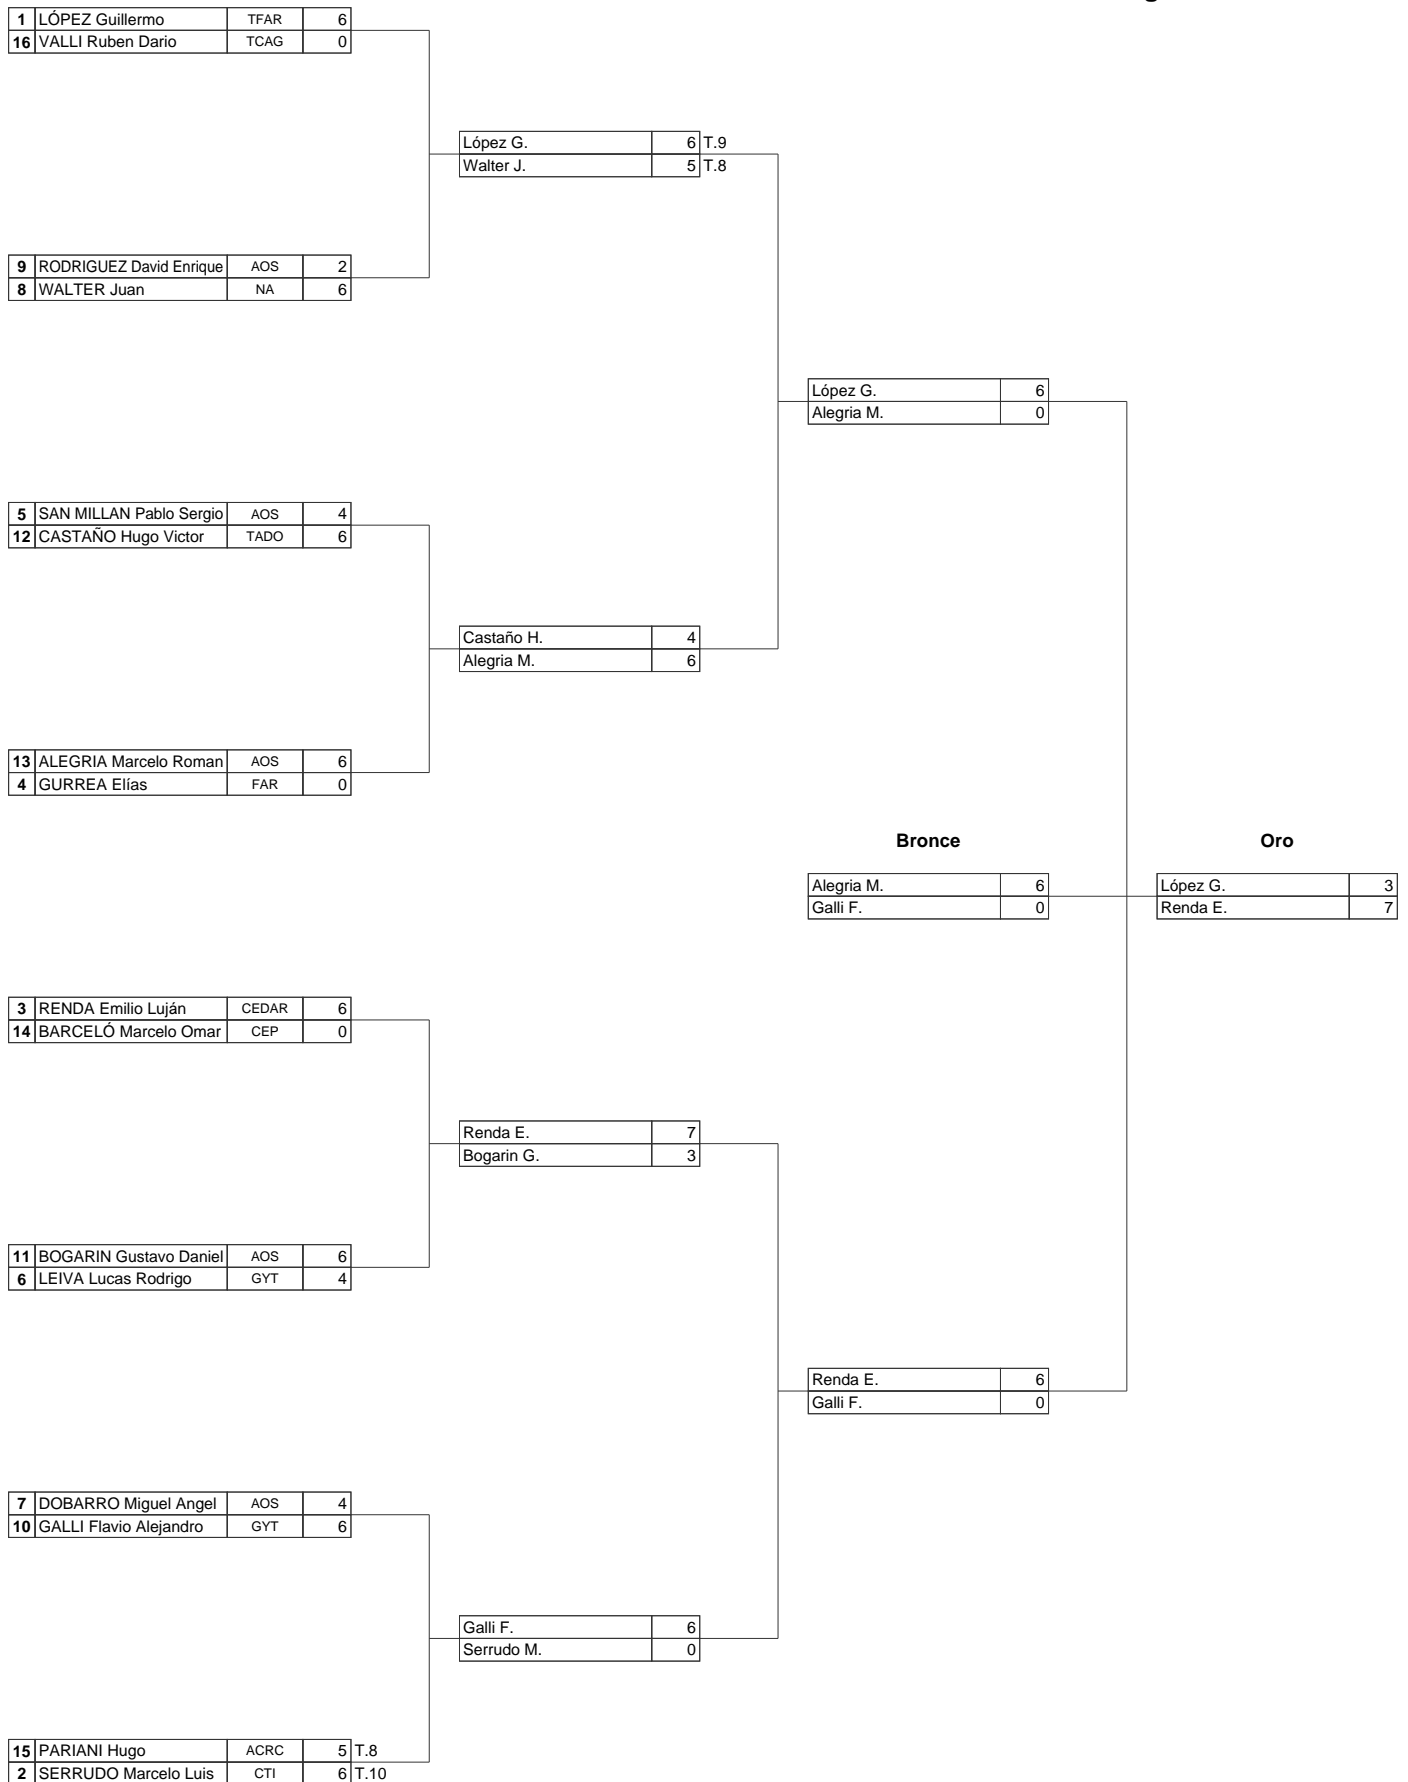 1 LÓPEZ Guillermo TFAR 6
16 VALLI Ruben Dario TCAG 0
López G. 6 T.9
Walter J. 5 T.8
9 RODRIGUEZ David Enrique AOS 2
8 WALTER Juan NA 6
López G. 6
Alegria M. 0
5 SAN MILLAN Pablo Sergio AOS 4
12 CASTAÑO Hugo Victor TADO 6
Castaño H. 4
Alegria M. 6
13 ALEGRIA Marcelo Roman AOS 6
4 GURREA Elías FAR 0
Bronce Oro
Alegria M. 6 López G. 3
Galli F. 0 Renda E. 7
3 RENDA Emilio Luján CEDAR 6
14 BARCELÓ Marcelo Omar CEP 0
Renda E. 7
Bogarin G. 3
11 BOGARIN Gustavo Daniel AOS 6
6 LEIVA Lucas Rodrigo GYT 4
Renda E. 6
Galli F. 0
7 DOBARRO Miguel Angel AOS 4
10 GALLI Flavio Alejandro GYT 6
Galli F. 6
Serrudo M. 0
15 PARIANI Hugo ACRC 5 T.8
2 SERRUDO Marcelo Luis CTI 6 T.10